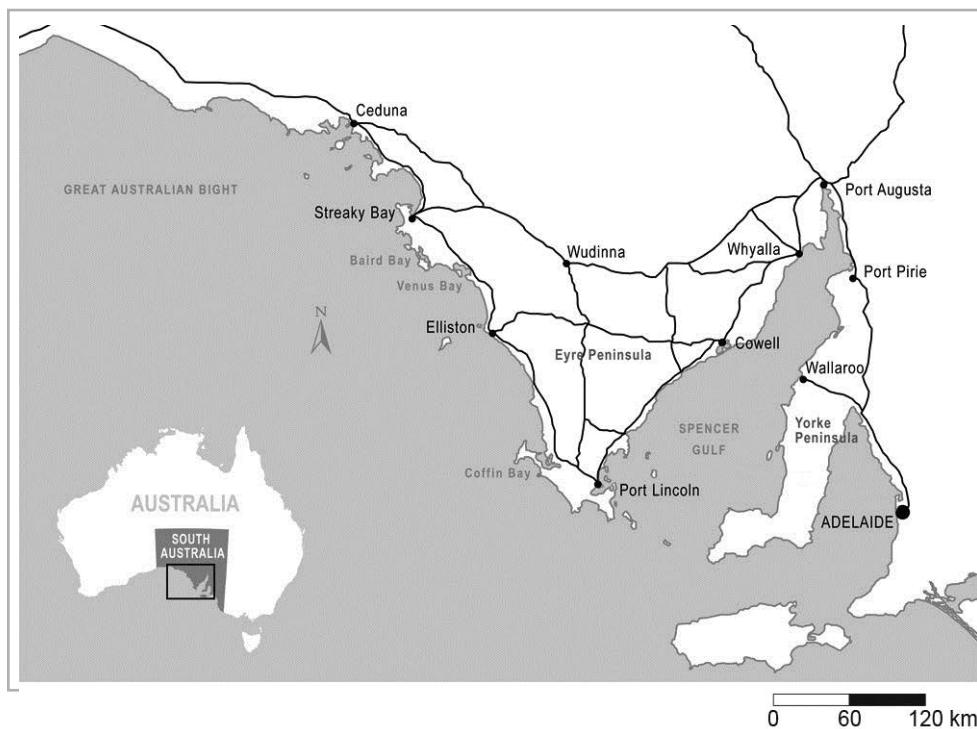 Ceduna
GREAT AUSTRALIAN BIGHT
Port Augusta
Streaky Bay
Wudinna
Whyalla
Baird Bay
Port Pirie
Venus Bay
N
Elliston
Cowell
Eyre Peninsula
Wallaroo
SPENCER
GULF
Yorke
Peninsula
Coffin Bay
Port Lincoln
ADELAIDE
AUSTRALIA
SOUTH
AUSTRALIA
0 60 120 km